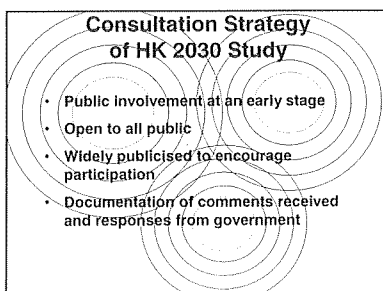 Consultation Strategy
of HK 2030 Study
• Public involvement at an early stage
• Open to all public
• Widely publicised to encourage
participation
• Documentation of comments received
and responses from government